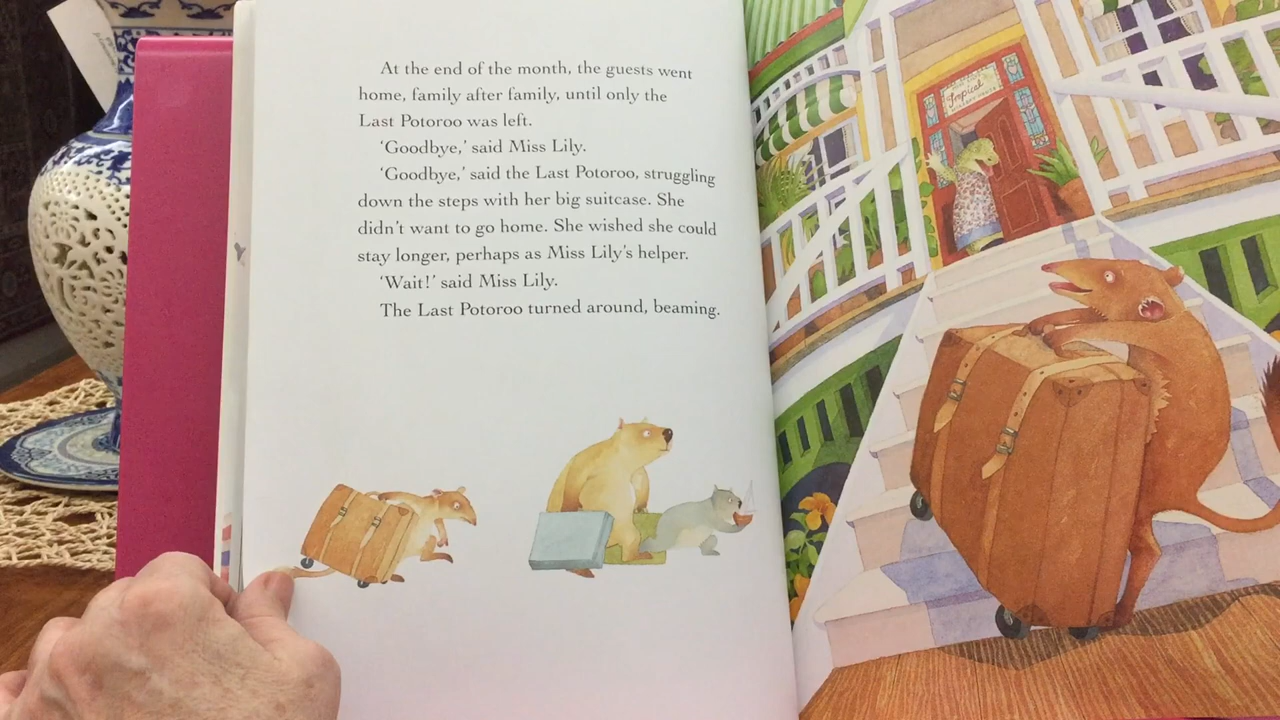 At the end of the month, the guests went
home, family after family, until only the
Last Potoroo was left.
‘Goodbye,’ said Miss Lily.
‘Goodbye,’ said the Last Potoroo, struggling
down the steps with her big suitcase. She
didn’t want to go home. She wished she could
stay longer, perhaps as Miss Lily’s helper.
‘Wait!’ said Miss Lily.
The Last Potoroo turned around, beaming.
Tropical